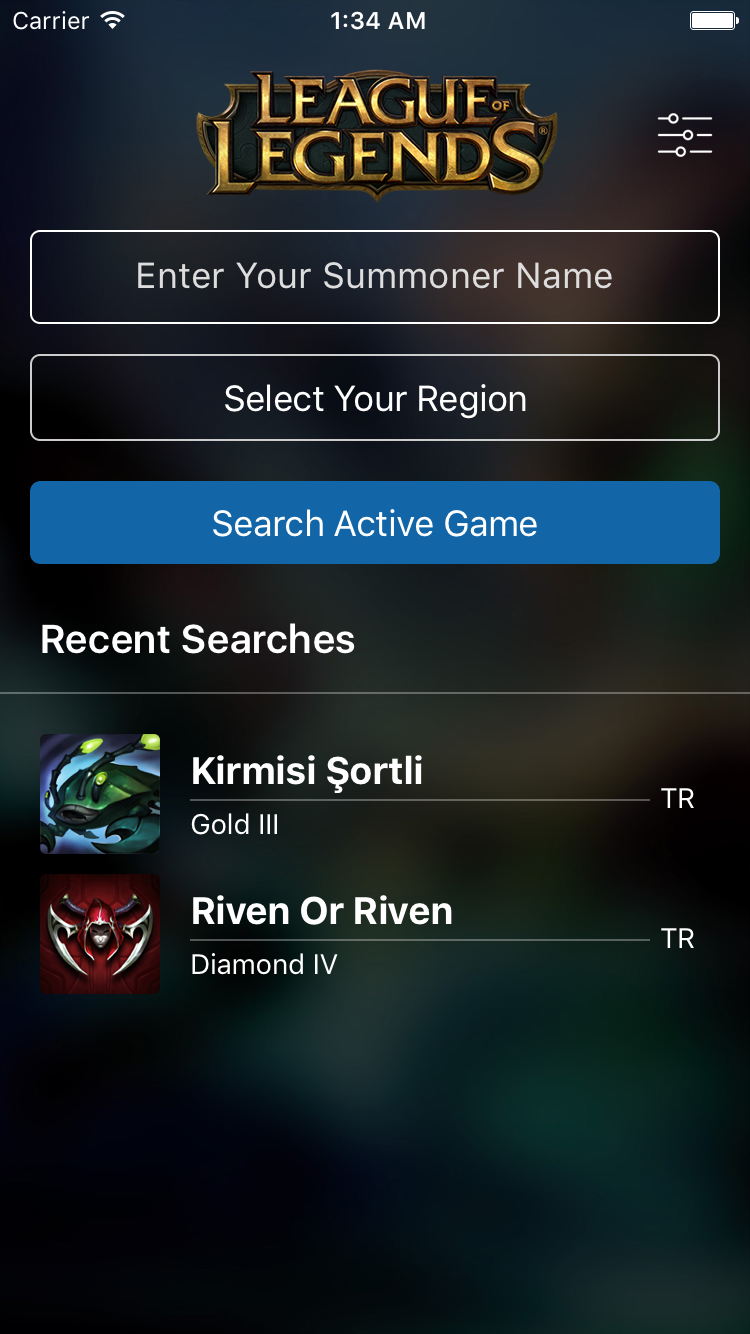 Carrier 1:34 AM
LEAGUE OF
LEGENDS®
Enter Your Summoner Name
Select Your Region
Search Active Game
Recent Searches
Kirmisi Şortli
TR
Gold III
Riven Or Riven
TR
Diamond IV